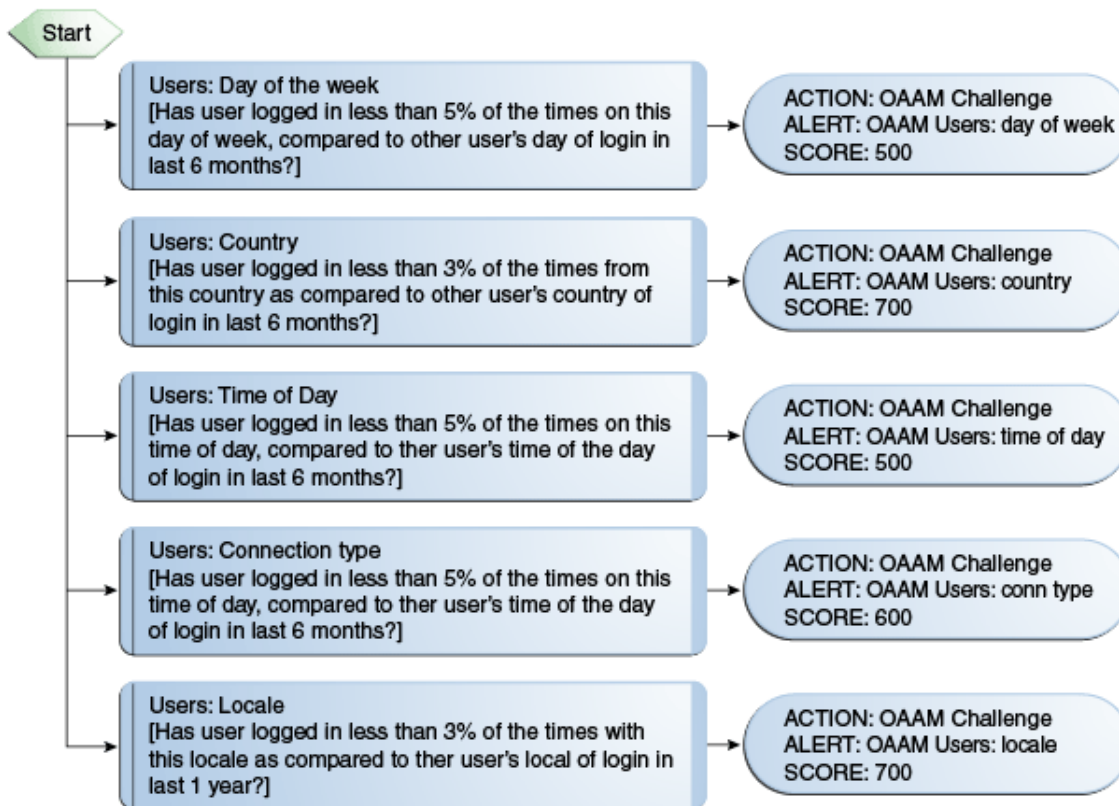 Start
Users: Day of the week
[Has user logged in less than 5% of the times on this
day of week, compared to other user's day of login in
last 6 months?]
ACTION: OAAM Challenge
ALERT: OAAM Users: day of week
SCORE: 500
Users: Country
[Has user logged in less than 3% of the times from
this country as compared to other user's country of
login in last 6 months?]
ACTION: OAAM Challenge
ALERT: OAAM Users: country
SCORE: 700
Users: Time of Day
[Has user logged in less than 5% of the times on this
time of day, compared to ther user's time of the day
of login in last 6 months?]
ACTION: OAAM Challenge
ALERT: OAAM Users: time of day
SCORE: 500
Users: Connection type
[Has user logged in less than 5% of the times on this
time of day, compared to ther user's time of the day
of login in last 6 months?]
ACTION: OAAM Challenge
ALERT: OAAM Users: conn type
SCORE: 600
Users: Locale
[Has user logged in less than 3% of the times with
this locale as compared to ther user's local of login in
last 1 year?]
ACTION: OAAM Challenge
ALERT: OAAM Users: locale
SCORE: 700